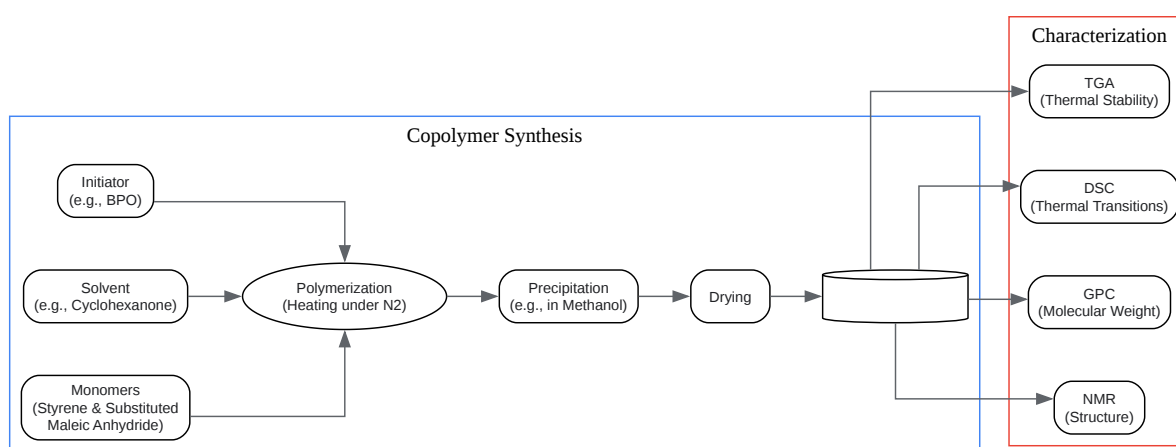 Characterization
TGA
(Thermal Stability)
Copolymer Synthesis
Initiator
(e.g., BPO)
DSC
(Thermal Transitions)
Solvent
(e.g., Cyclohexanone)
Polymerization
(Heating under N2)
Precipitation
(e.g., in Methanol)
Drying
GPC
(Molecular Weight)
Monomers
(Styrene & Substituted
Maleic Anhydride)
NMR
(Structure)